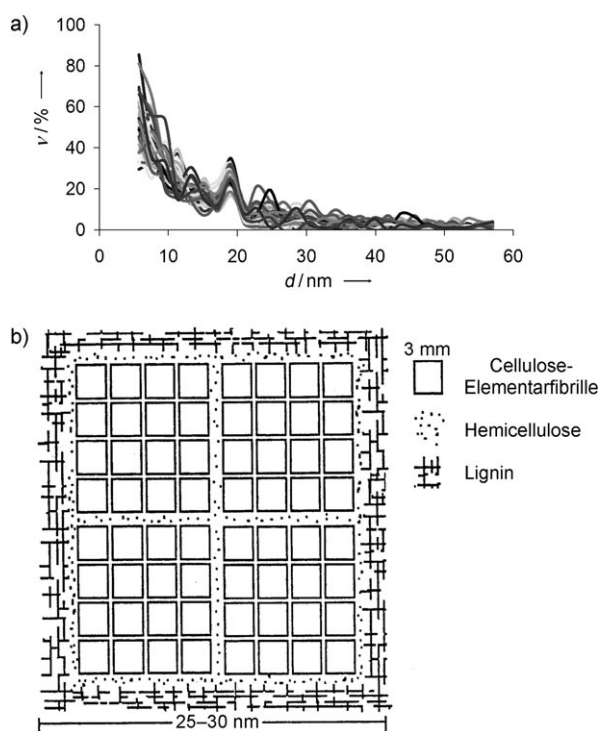 a)
100
80
60
40
20
0
ν / %
0 10 20 30 40 50 60
d / nm
b)
3 mm
Cellulose-
Elementarfibrille
Hemicellulose
Lignin
25–30 nm